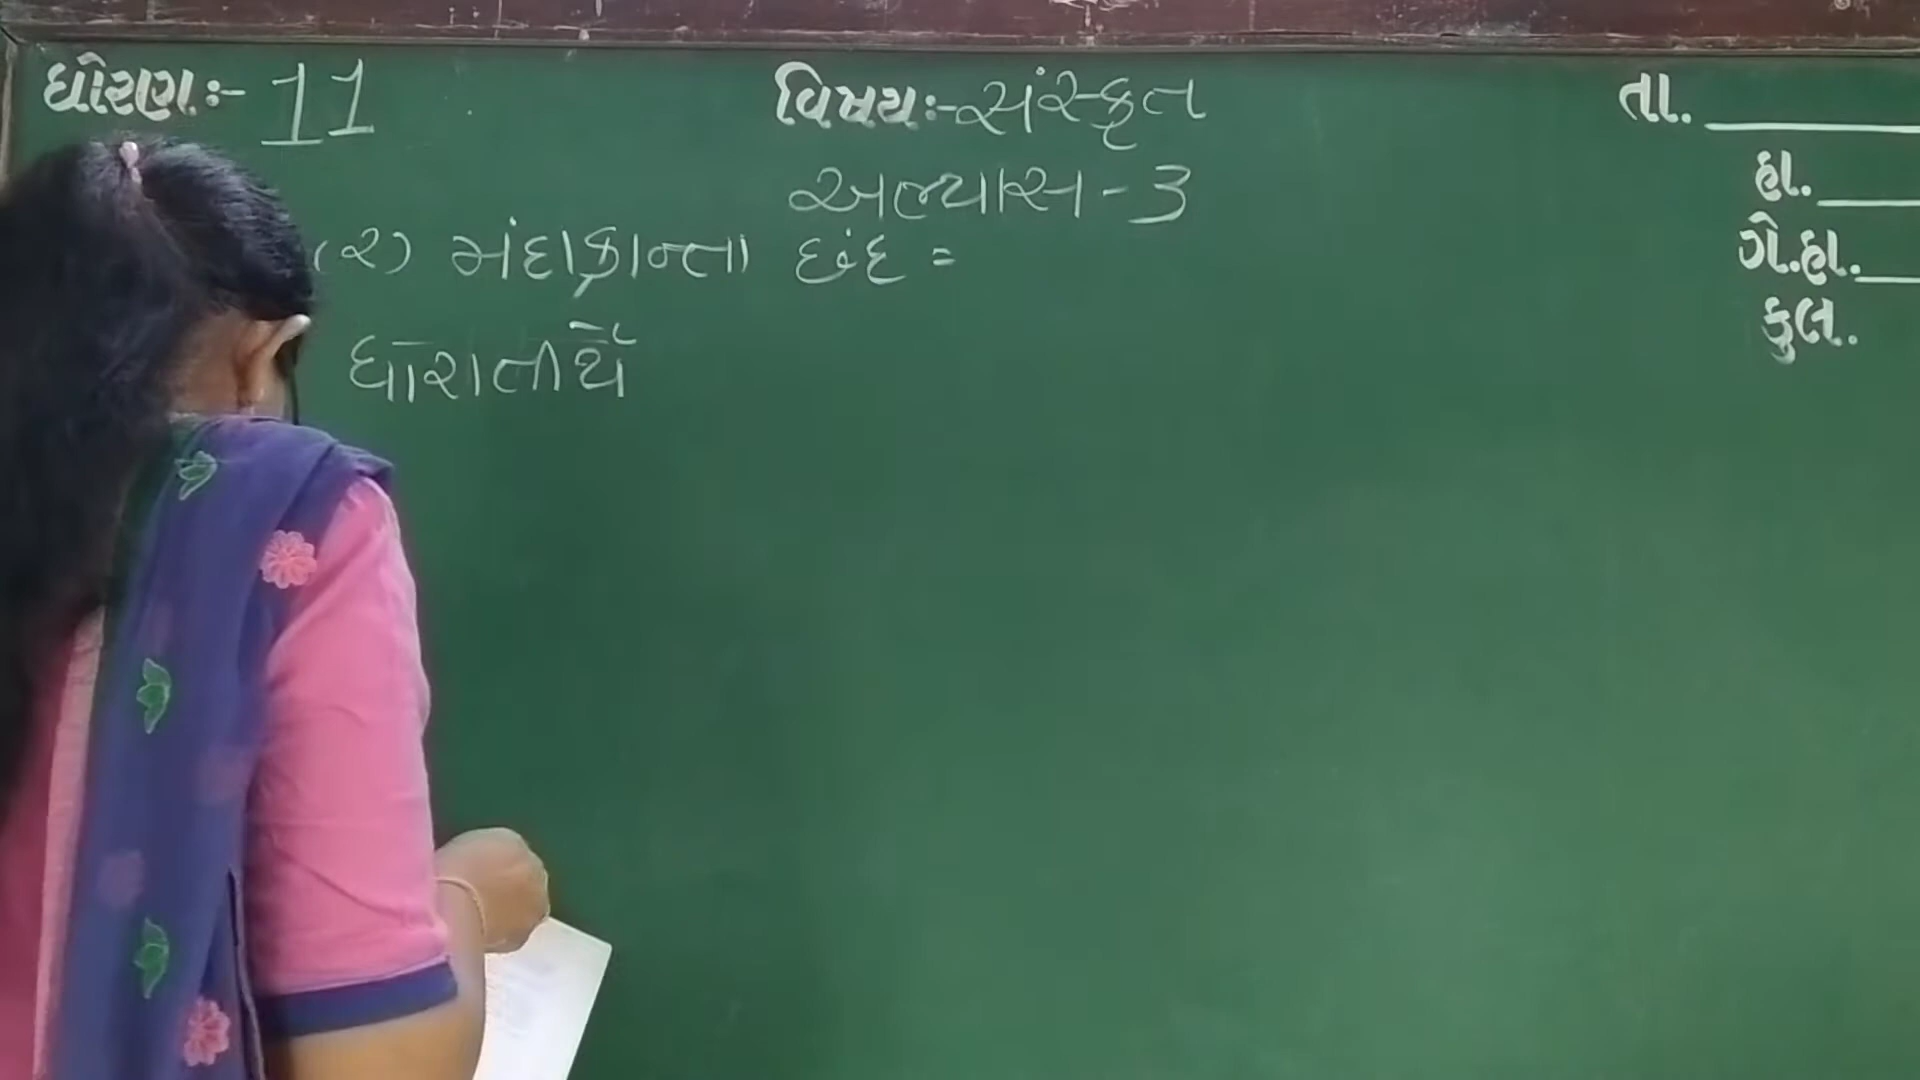 ધોરણ:- 11
વિષય:- સંસ્કૃત
તા.
અભ્યાસ - 3
હા.
(૨) મંદાક્રાન્તા છંદ =
ગે.હા.
કુલ.
ધારાતીર્થે